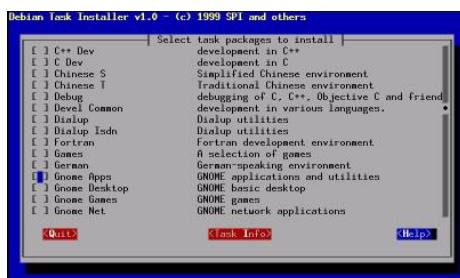 Debian Task Installer v1.0 - (c) 1999 SPI and others
Select task packages to install
[ ] C++ Dev development in C++
[ ] C Dev development in C
[ ] Chinese S Simplified Chinese environment
[ ] Chinese T Traditional Chinese environment
[ ] Debug debugging of C, C++, Objective C and friend
[ ] Devel Common development in various languages.
[ ] Dialup Dialup utilities
[ ] Dialup Isdn Dialup utilities
[ ] Fortran Fortran development environment
[ ] Games A selection of games
[ ] German German-speaking environment
[ ] Gnome Apps GNOME applications and utilities
[ ] Gnome Desktop GNOME basic desktop
[ ] Gnome Games GNOME games
[ ] Gnome Net GNOME network applications
<Quit> <Task Info> <Help>